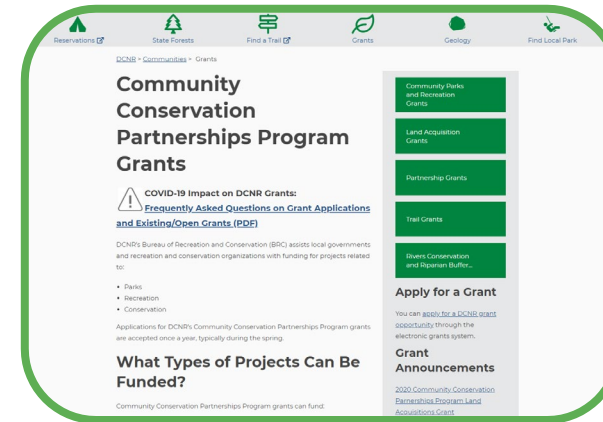 Reservations
State Forests
Find a Trail
Grants
Geology
Find Local Park
DCNR > Communities > Grants
Community
Conservation
Partnerships Program
Grants
COVID-19 Impact on DCNR Grants:
Frequently Asked Questions on Grant Applications
and Existing/Open Grants (PDF)
DCNR's Bureau of Recreation and Conservation (BRC) assists local governments
and recreation and conservation organizations with funding for projects related
to:
• Parks
• Recreation
• Conservation
Applications for DCNR's Community Conservation Partnerships Program grants
are accepted once a year, typically during the spring.
What Types of Projects Can Be
Funded?
Community Conservation Partnerships Program grants can fund:
Community Parks
and Recreation
Grants
Land Acquisition
Grants
Partnership Grants
Trail Grants
Rivers Conservation
and Riparian Buffer...
Apply for a Grant
You can apply for a DCNR grant
opportunity through the
electronic grants system.
Grant
Announcements
2020 Community Conservation
Parnerships Program Land
Acquisitions Grant